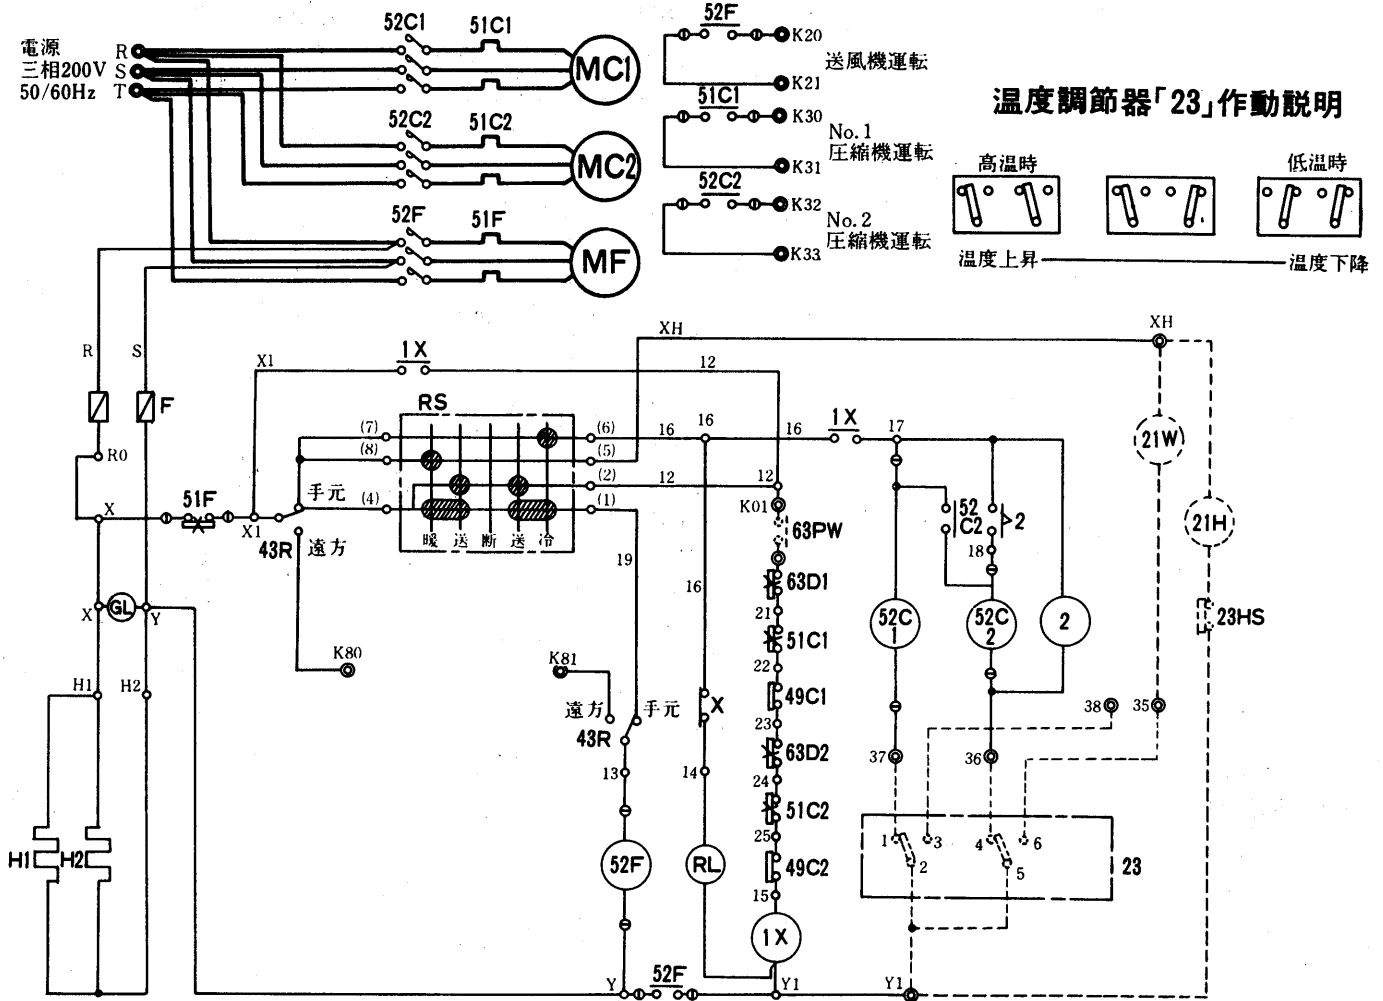 電源
三相200V
50/60Hz
R
S
T
52C1
51C1
MC1
52C2
51C2
MC2
52F
51F
MF
52F
K20
送風機運転
K21
51C1
K30
No.1
圧縮機運転
K31
52C2
K32
No.2
圧縮機運転
K33
温度調節器「23」作動説明
高温時
低温時
温度上昇
温度下降
R
S
F
R0
X
51F
X1
X1
1X
12
XH
XH
RS
(7)
(8)
(4)
(6)
(5)
(2)
(1)
暖 送 断 送 冷
手元
43R 遠方
K80
K81
遠方
手元
43R
19
13
52F
16
16
16
16
X
14
RL
12
K01
63PW
63D1
21
51C1
22
49C1
23
63D2
24
51C2
25
49C2
15
1X
1X
17
52
C2
2
18
52C
1
52C
2
2
21W
21H
23HS
38
35
37
36
1
2
3
4
5
6
23
X
GL
Y
H1
H2
H1
H2
Y
52F
Y1
Y1